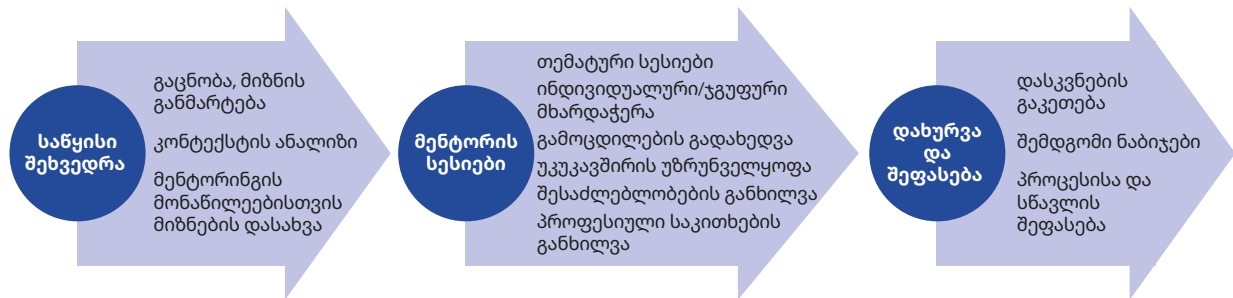 საწყისი
შეხვედრა
გაცნობა, მიზნის
განმარტება
კონტექსტის ანალიზი
მენტორინგის
მონაწილეებისთვის
მიზნების დასახვა
მენტორის
სესიები
თემატური სესიები
ინდივიდუალური/ჯგუფური
მხარდაჭერა
გამოცდილების გადახედვა
უკუკავშირის უზრუნველყოფა
შესაძლებლობების განხილვა
პროფესიული საკითხების
განხილვა
დახურვა
და
შეფასება
დასკვნების
გაკეთება
შემდგომი ნაბიჯები
პროცესისა და
სწავლის
შეფასება